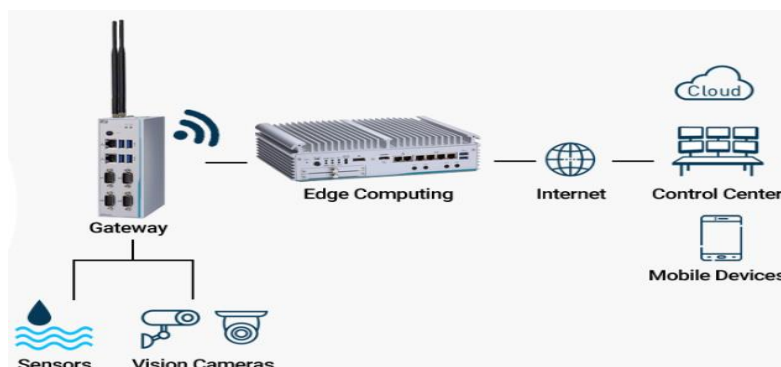 Cloud
Edge Computing
Internet
Control Center
Gateway
Mobile Devices
Sensors
Vision Cameras